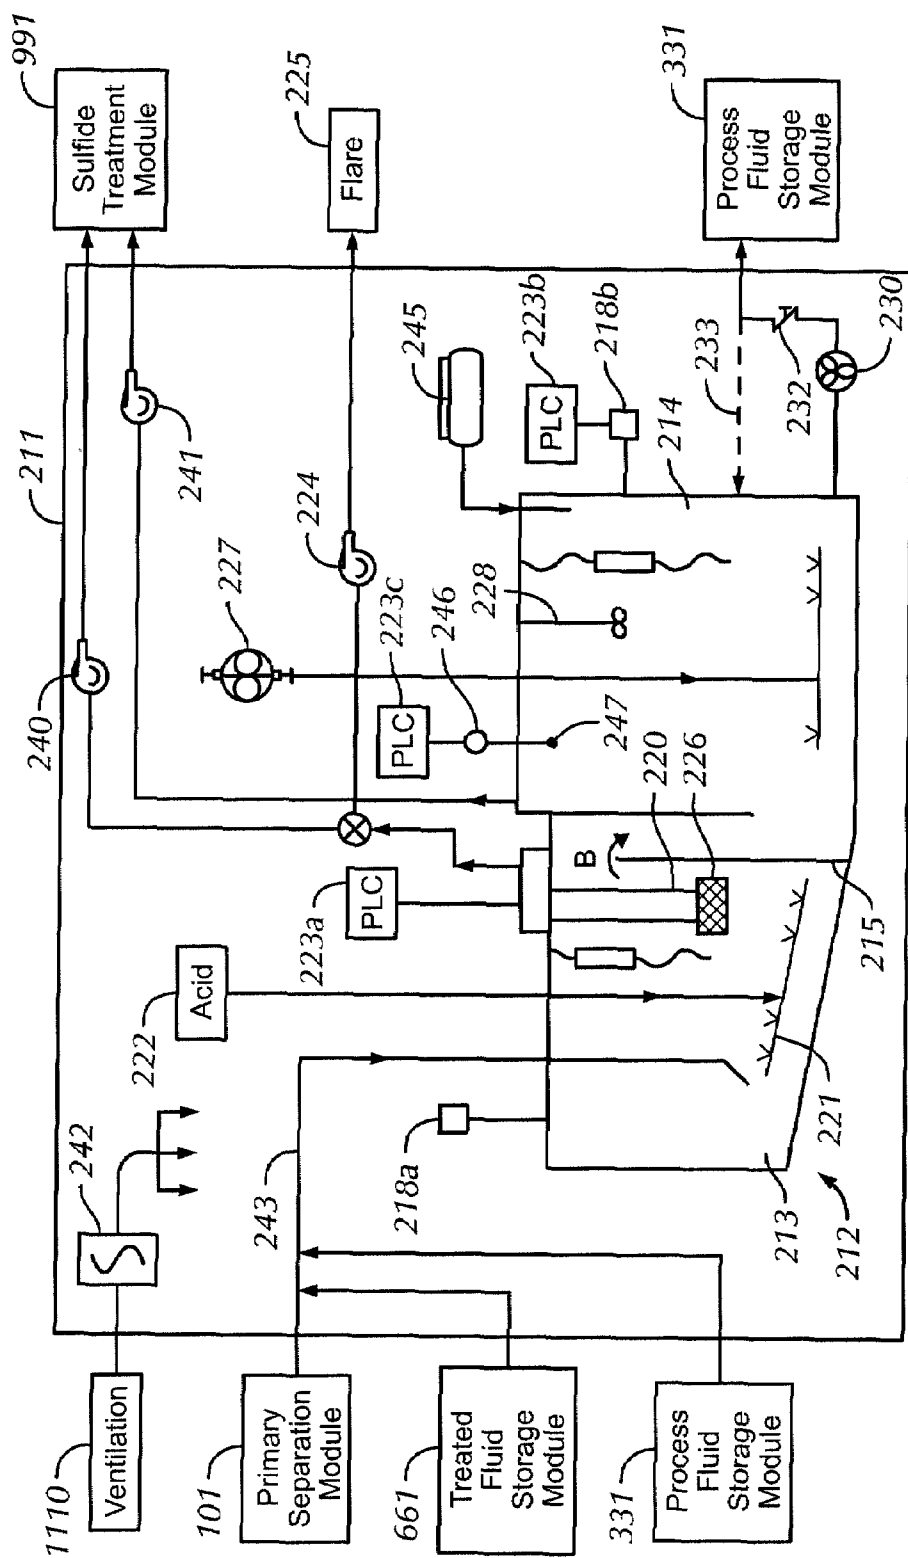 1110
Ventilation
242
211
240
241
991
Sulfide
Treatment
Module
101
Primary
Separation
Module
243
222
Acid
223a
PLC
227
224
225
Flare
661
Treated
Fluid
Storage
Module
218a
223c
PLC
246
228
245
247
220
226
B
223b
PLC
218b
214
233
331
Process
Fluid
Storage
Module
213
212
221
215
232
230
331
Process
Fluid
Storage
Module